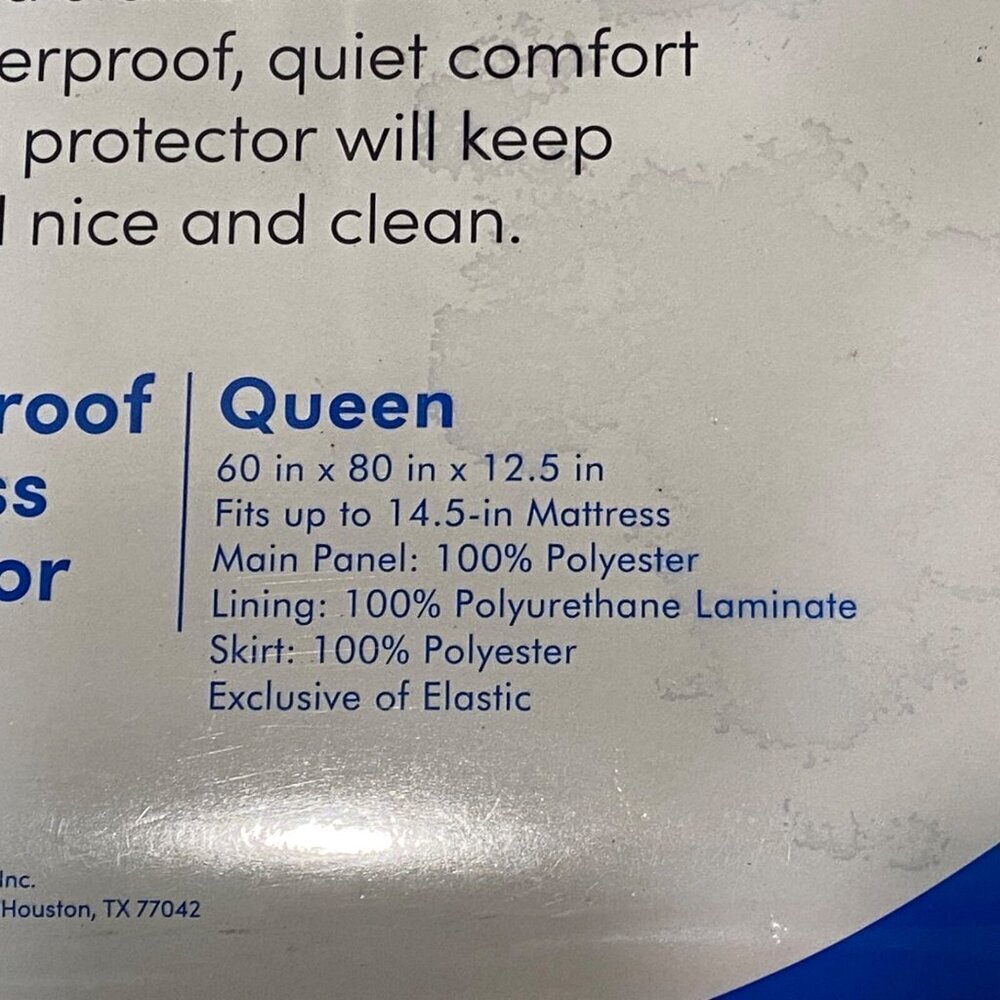 erproof, quiet comfort
protector will keep
nice and clean.
roof
ss
or
Queen
60 in x 80 in x 12.5 in
Fits up to 14.5-in Mattress
Main Panel: 100% Polyester
Lining: 100% Polyurethane Laminate
Skirt: 100% Polyester
Exclusive of Elastic
Inc.
Houston, TX 77042